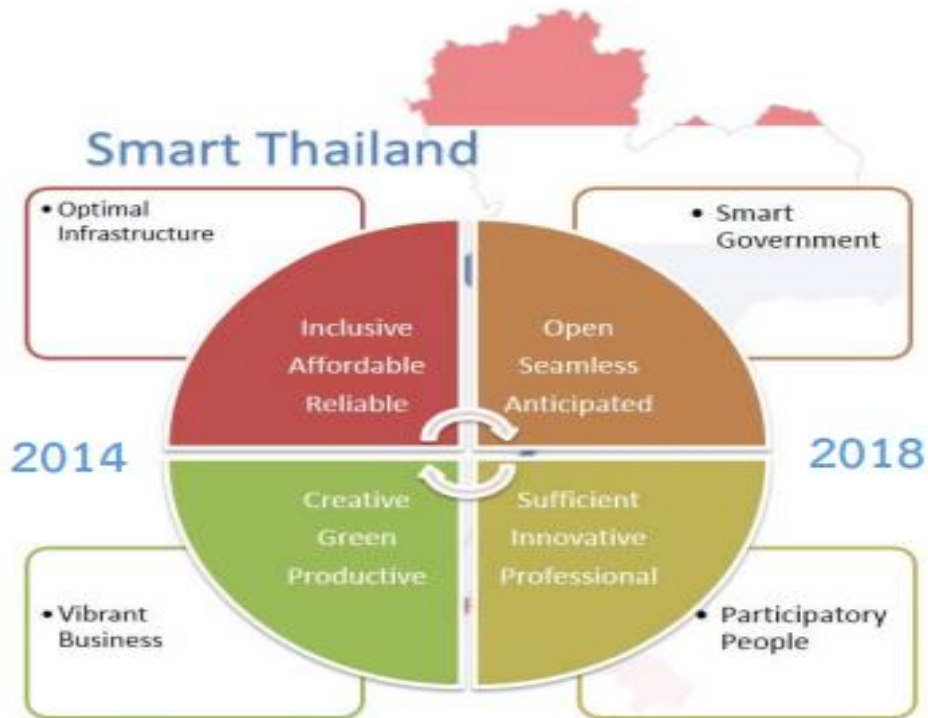 Smart Thailand
• Optimal
Infrastructure
• Smart
Government
Inclusive
Affordable
Reliable
Open
Seamless
Anticipated
2014
2018
Creative
Green
Productive
Sufficient
Innovative
Professional
• Vibrant
Business
• Participatory
People